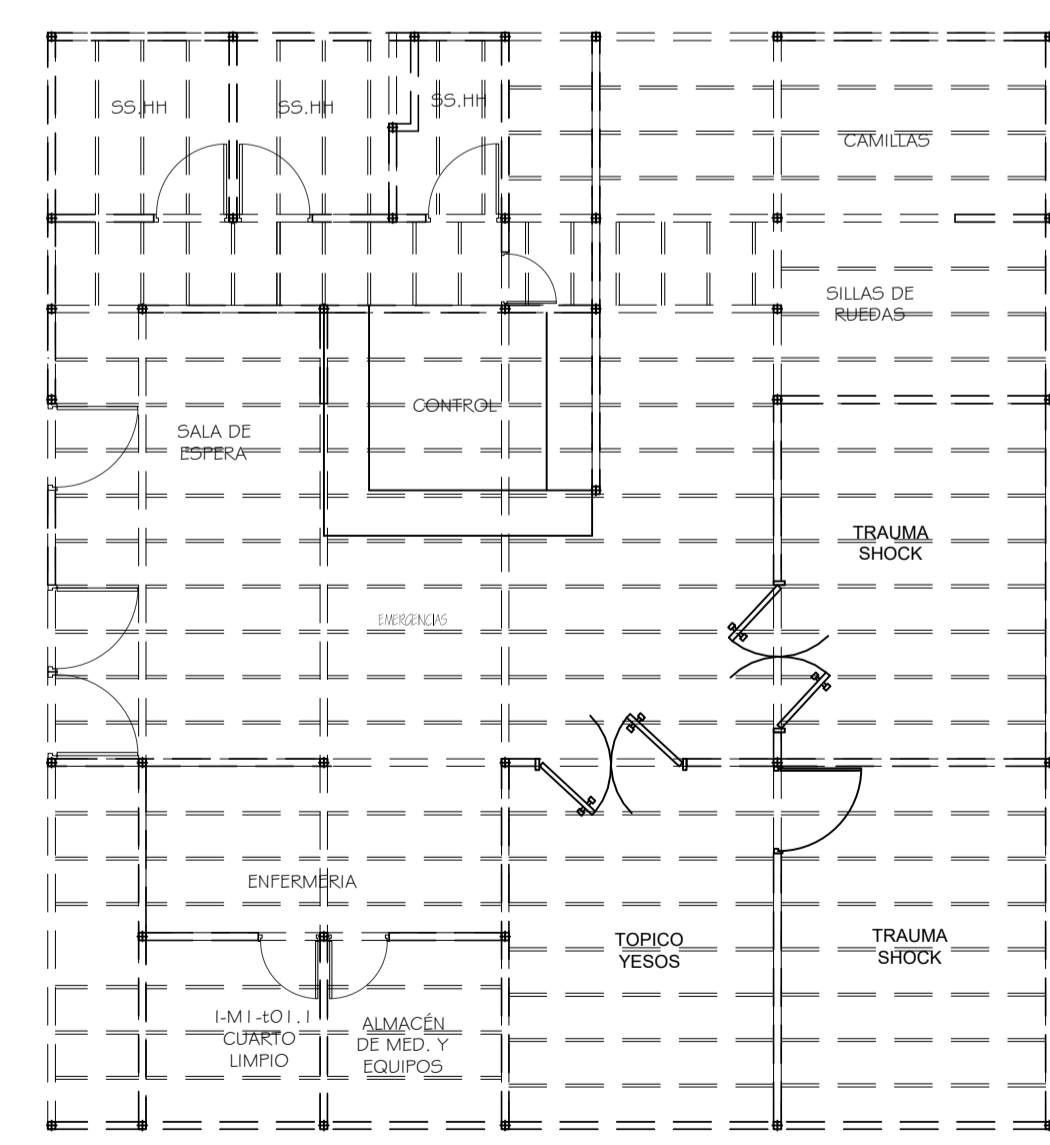 SS.HH
SS.HH
SS.HH
CAMILLAS
SILLAS DE
RUEDAS
CONTROL
SALA DE
ESPERA
TRAUMA
SHOCK
EMERGENCIAS
ENFERMERIA
TOPICO
YESOS
TRAUMA
SHOCK
I-M1-t01.1
CUARTO
LIMPIO
ALMACÉN
DE MED. Y
EQUIPOS